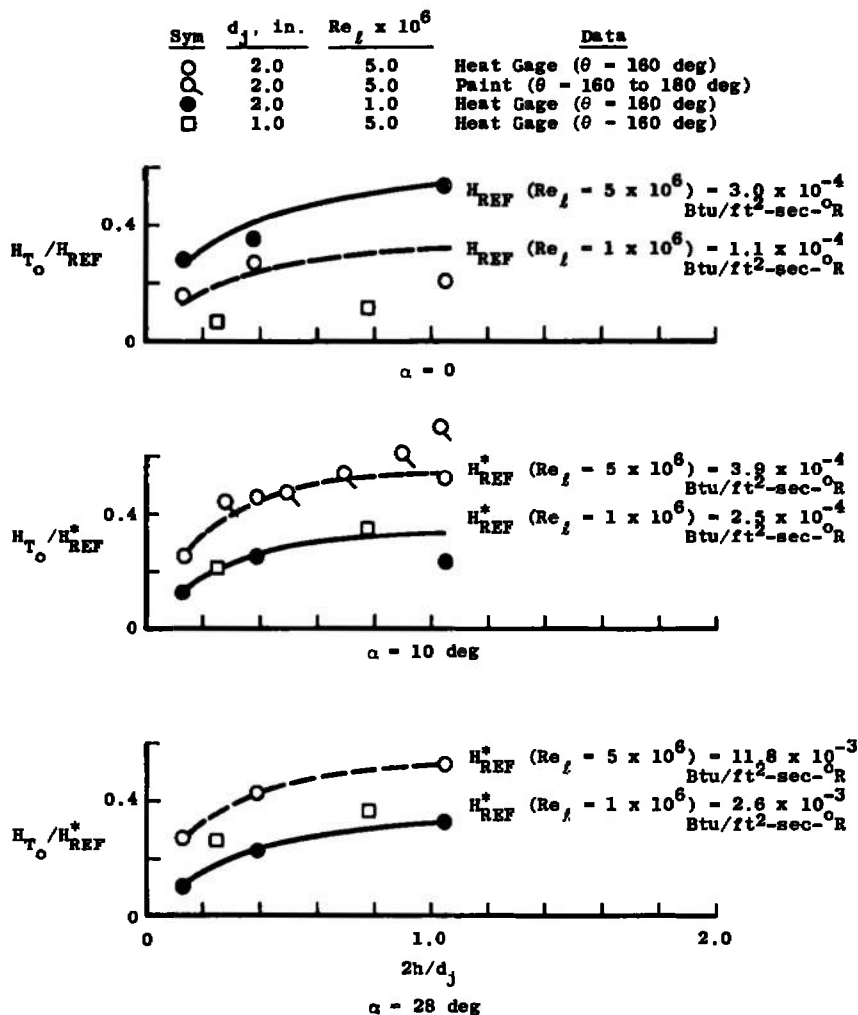 Sym d_j, in. Re_ℓ x 10^6 Data
2.0 5.0 Heat Gage (θ - 160 deg)
2.0 5.0 Paint (θ - 160 to 180 deg)
2.0 1.0 Heat Gage (θ - 160 deg)
1.0 5.0 Heat Gage (θ - 160 deg)
H_REF (Re_ℓ = 5 x 10^6) - 3.0 x 10^-4
Btu/ft^2-sec-°R
0.4
H_T_o/H_REF
H_REF (Re_ℓ = 1 x 10^6) - 1.1 x 10^-4
Btu/ft^2-sec-°R
0
α - 0
H*_REF (Re_ℓ = 5 x 10^6) - 3.9 x 10^-4
Btu/ft^2-sec-°R
0.4
H*_REF (Re_ℓ = 1 x 10^6) - 2.5 x 10^-4
Btu/ft^2-sec-°R
H_T_o/H*_REF
0
α - 10 deg
H*_REF (Re_ℓ = 5 x 10^6) - 11.8 x 10^-3
Btu/ft^2-sec-°R
0.4
H*_REF (Re_ℓ = 1 x 10^6) - 2.6 x 10^-3
Btu/ft^2-sec-°R
H_T_o/H*_REF
0
0 1.0 2.0
2h/d_j
α - 28 deg